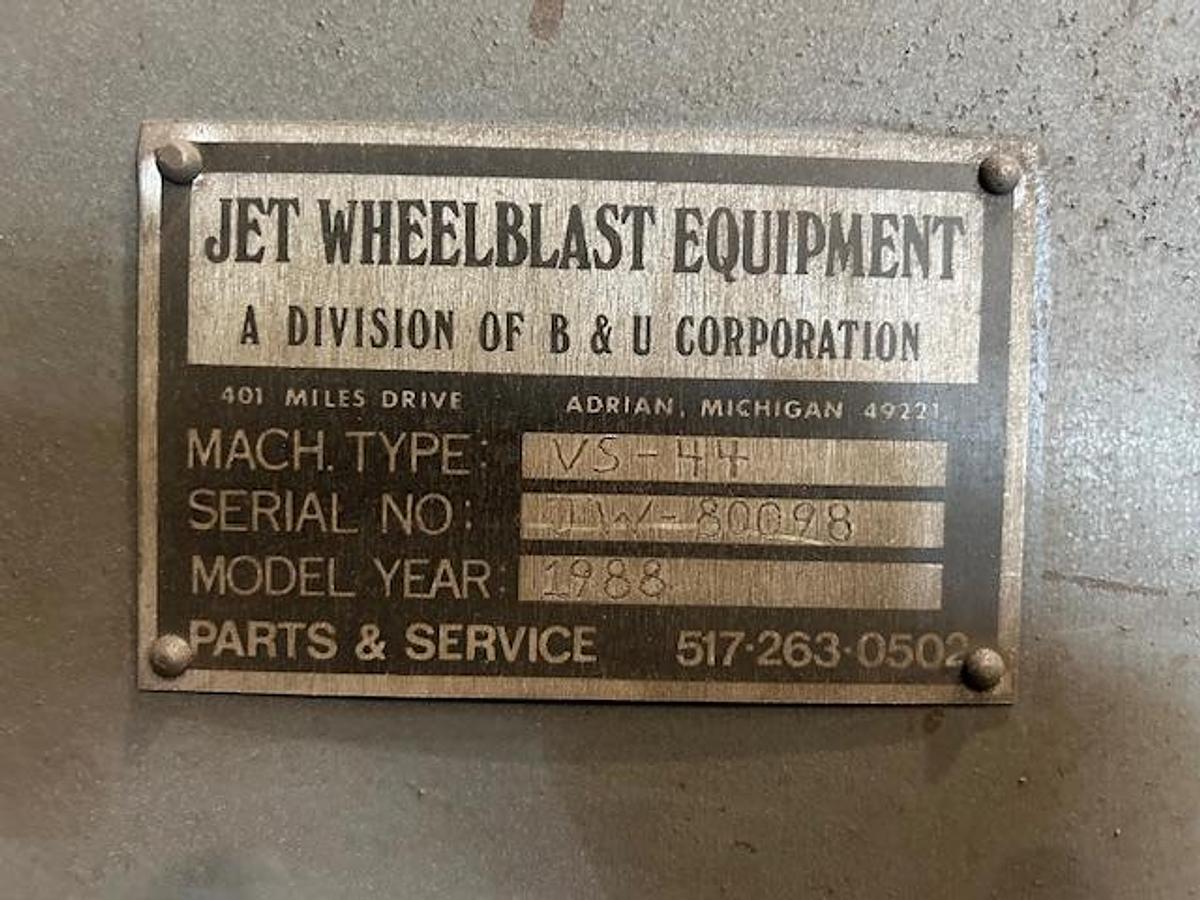 JET WHEELBLAST EQUIPMENT
A DIVISION OF B & U CORPORATION
401 MILES DRIVE ADRIAN, MICHIGAN 49221
MACH. TYPE: VS-44
SERIAL NO: JW-80098
MODEL YEAR: 1988
PARTS & SERVICE 517·263·0502